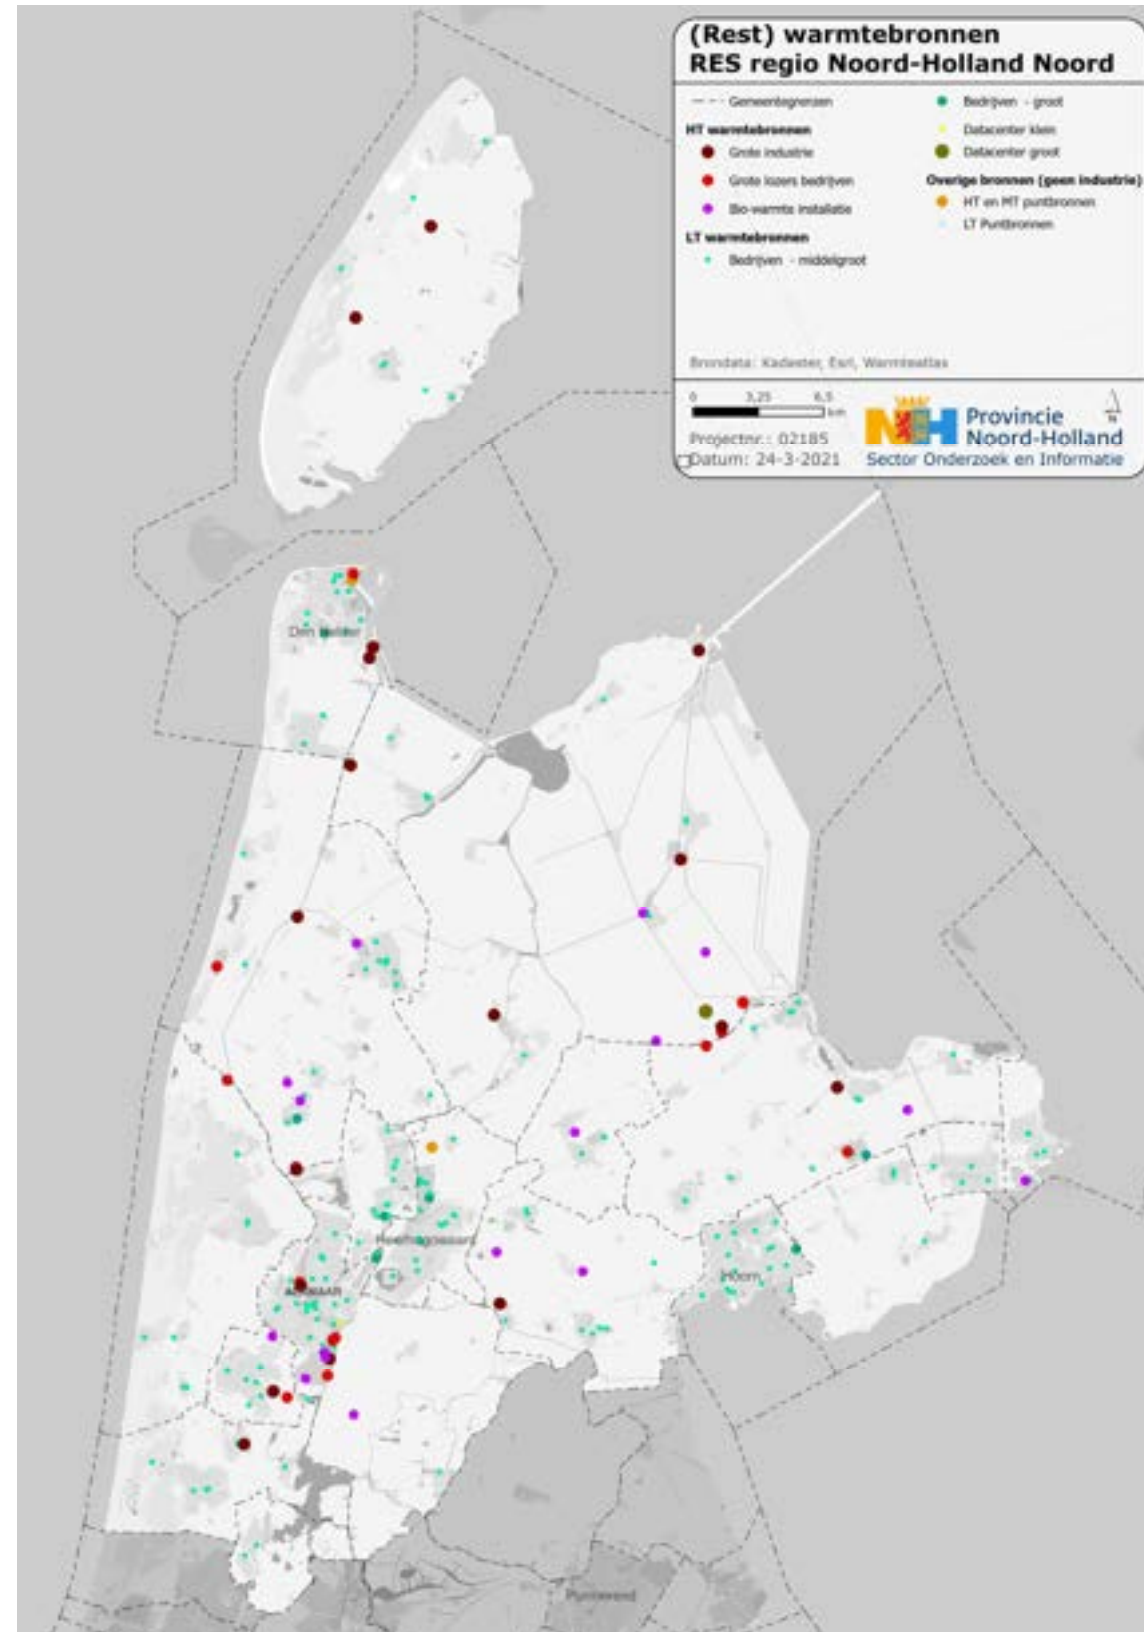 (Rest) warmtebronnen
RES regio Noord-Holland Noord
Gemeentegrenzen
HT warmtebronnen
Grote industrie
Grote lozers bedrijven
Bio-warmte installatie
LT warmtebronnen
Bedrijven - middelgroot
Bedrijven - groot
Datacenter klein
Datacenter groot
Overige bronnen (geen industrie)
HT en MT puntbronnen
LT Puntbronnen
Brondata: Kadaster, Esri, Warmteatlas
0 3,25 6,5
km
Projectnr.: 02185
Datum: 24-3-2021
N
NH
Provincie
Noord-Holland
Sector Onderzoek en Informatie
Den Helder
Heerhugowaard
Hoorn
ALKMAAR
Purmerend